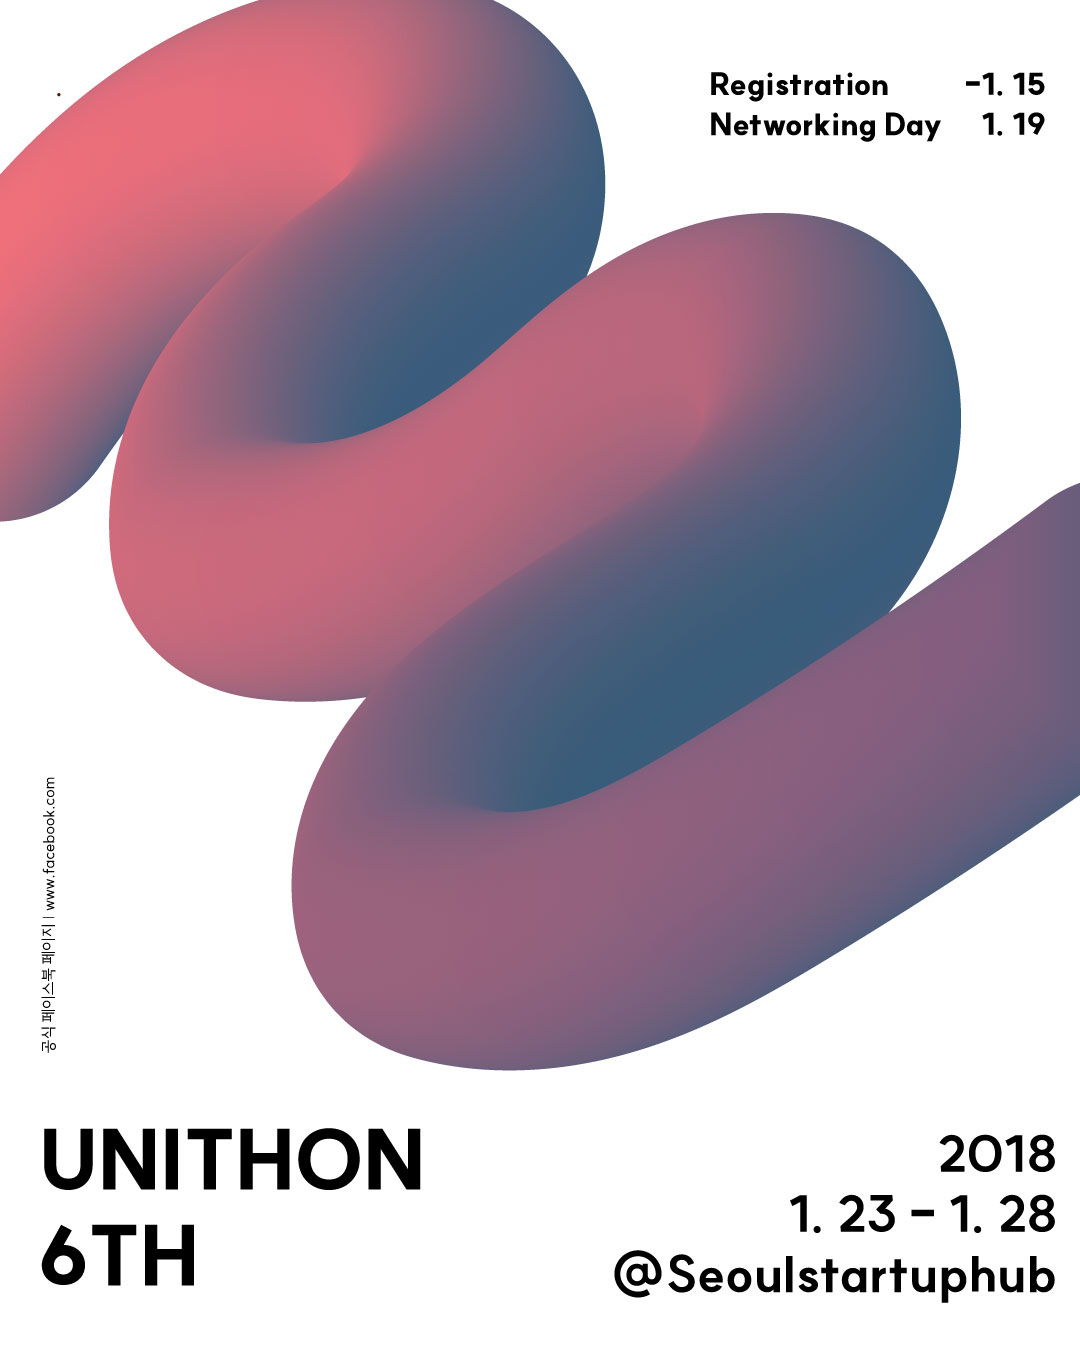 Registration -1. 15
Networking Day 1. 19
공식 페이스북 페이지 | www.facebook.com
UNITHON
6TH
2018
1. 23 - 1. 28
@Seoulstartuphub